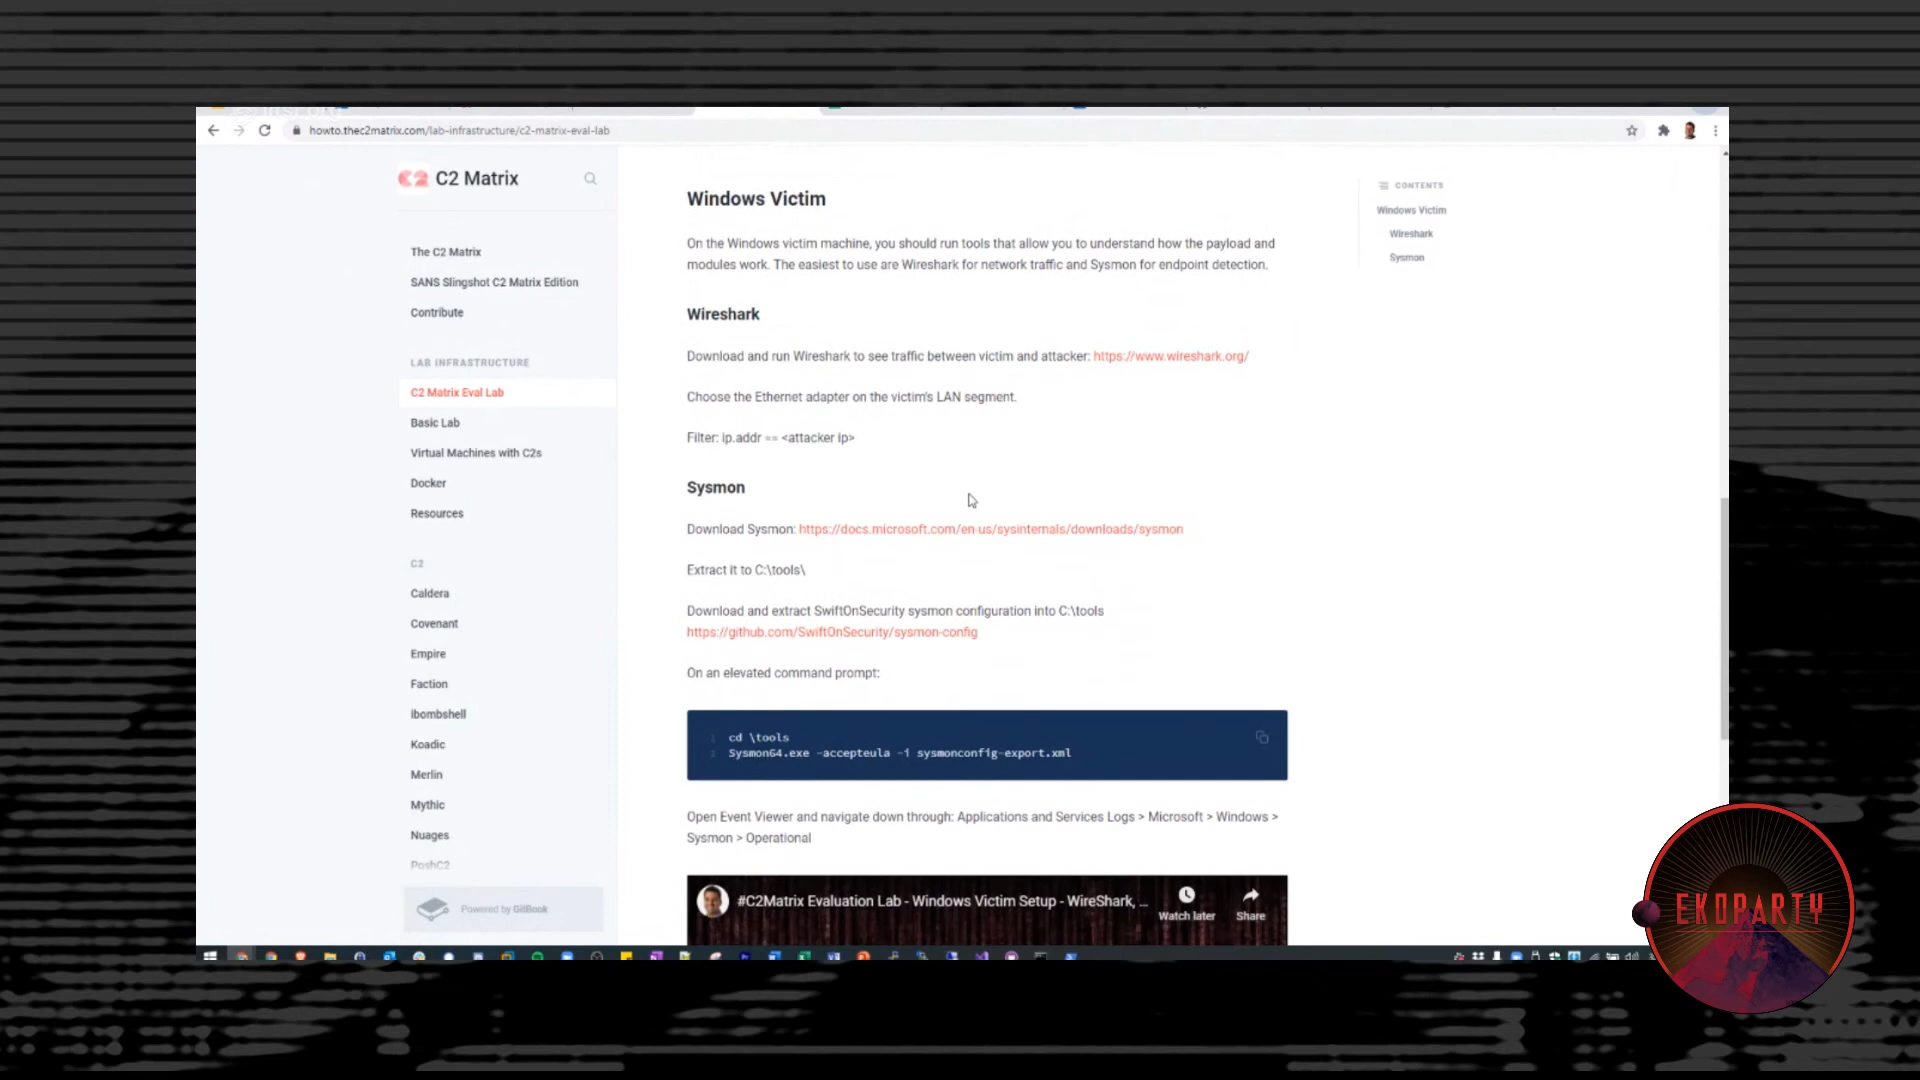 howto.thec2matrix.com/lab-infrastructure/c2-matrix-eval-lab
C2 Matrix
The C2 Matrix
SANS Slingshot C2 Matrix Edition
Contribute
LAB INFRASTRUCTURE
C2 Matrix Eval Lab
Basic Lab
Virtual Machines with C2s
Docker
Resources
C2
Caldera
Covenant
Empire
Faction
ibombshell
Koadic
Merlin
Mythic
Nuages
PoshC2
Powered by GitBook
Windows Victim
On the Windows victim machine, you should run tools that allow you to understand how the payload and
modules work. The easiest to use are Wireshark for network traffic and Sysmon for endpoint detection.
Wireshark
Download and run Wireshark to see traffic between victim and attacker: https://www.wireshark.org/
Choose the Ethernet adapter on the victim's LAN segment.
Filter: ip.addr == <attacker ip>
Sysmon
Download Sysmon: https://docs.microsoft.com/en-us/sysinternals/downloads/sysmon
Extract it to C:\tools\
Download and extract SwiftOnSecurity sysmon configuration into C:\tools
https://github.com/SwiftOnSecurity/sysmon-config
On an elevated command prompt:
cd \tools
Sysmon64.exe -accepteula -i sysmonconfig-export.xml
Open Event Viewer and navigate down through: Applications and Services Logs > Microsoft > Windows >
Sysmon > Operational
#C2Matrix Evaluation Lab - Windows Victim Setup - WireShark, ...
Watch later
Share
CONTENTS
Windows Victim
Wireshark
Sysmon
EKOPARTY